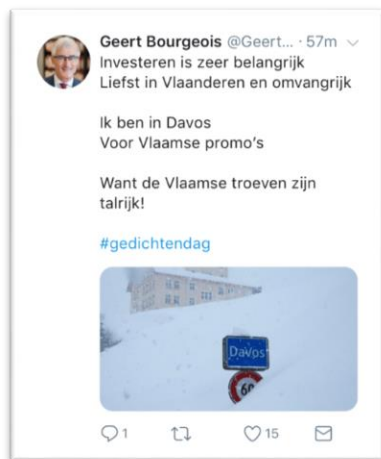 Geert Bourgeois @Geert... · 57m
Investeren is zeer belangrijk
Liefst in Vlaanderen en omvangrijk
Ik ben in Davos
Voor Vlaamse promo's
Want de Vlaamse troeven zijn
talrijk!
#gedichtendag
Davos
60
1
15